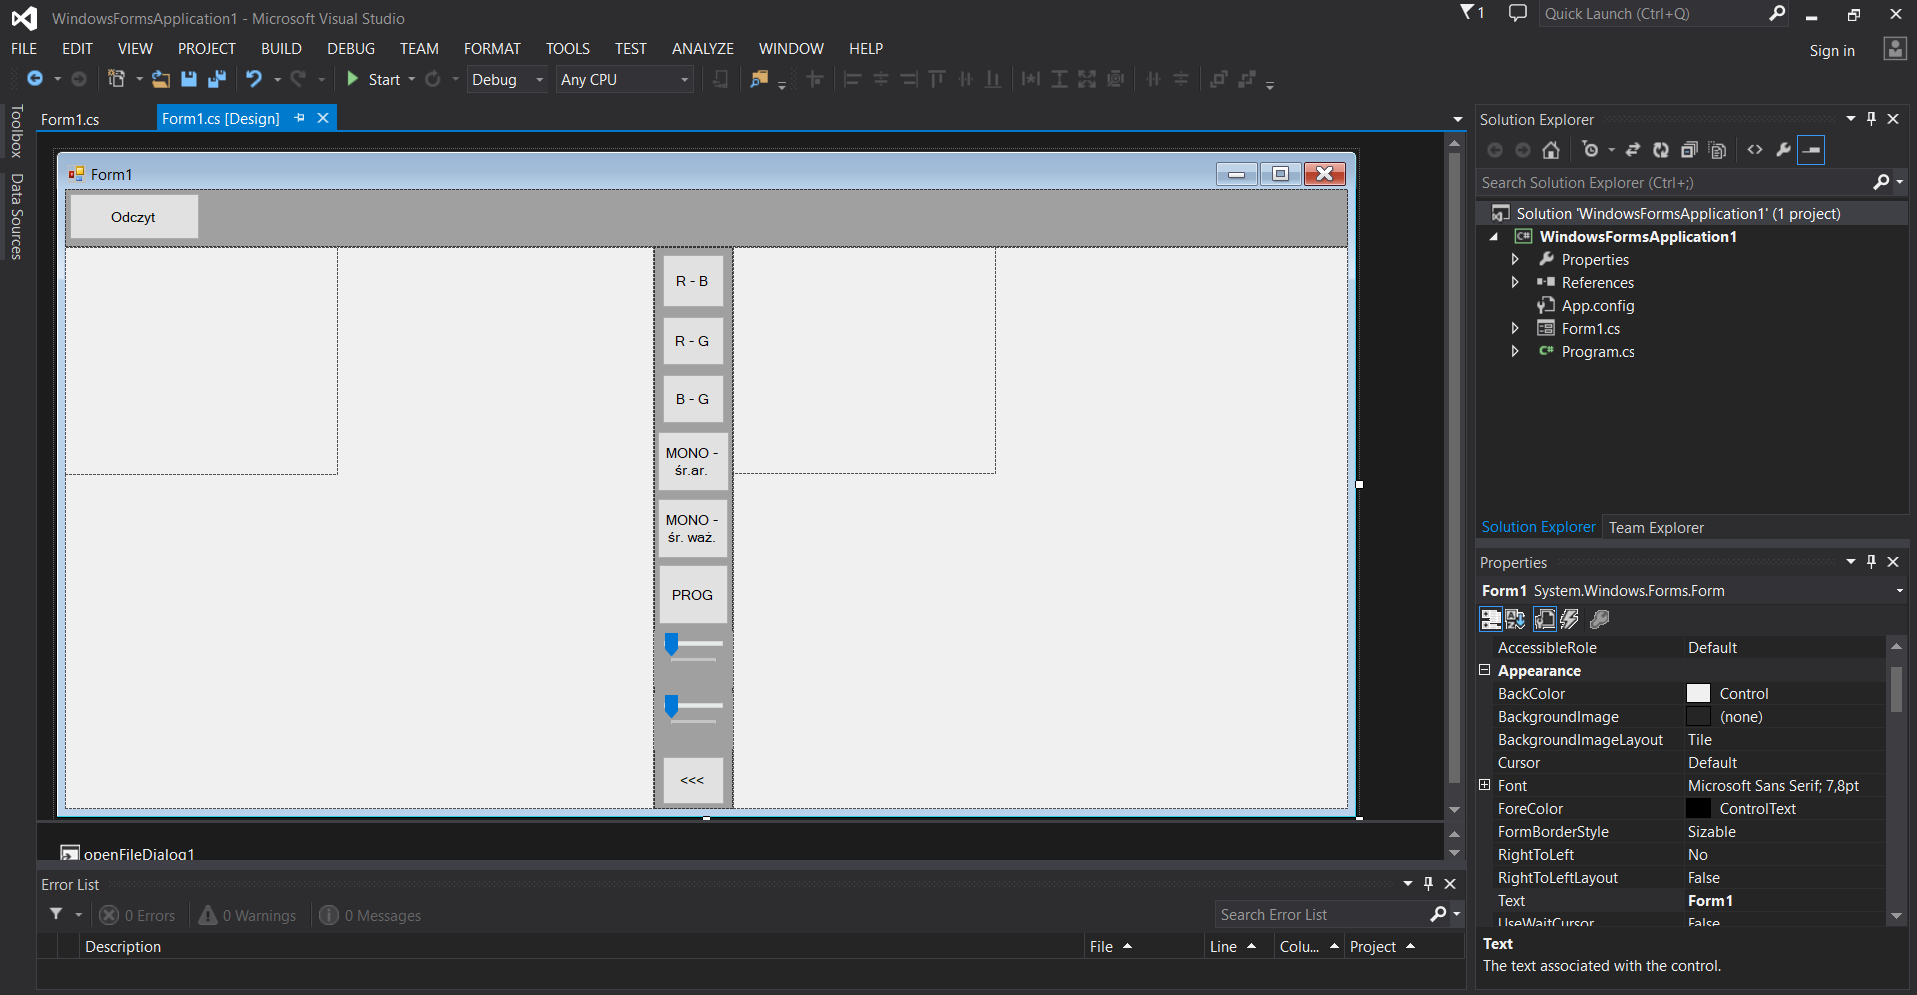 WindowsFormsApplication1 - Microsoft Visual Studio
1
Quick Launch (Ctrl+Q)
FILE EDIT VIEW PROJECT BUILD DEBUG TEAM FORMAT TOOLS TEST ANALYZE WINDOW HELP
Sign in
Start Debug Any CPU
Toolbox
Data Sources
Form1.cs Form1.cs [Design]
Form1
Odczyt
R - B
R - G
B - G
MONO -
śr.ar.
MONO -
śr. waż.
PROG
<<<
openFileDialog1
Error List
0 Errors 0 Warnings 0 Messages
Search Error List
Description File Line Colu... Project
Solution Explorer
Search Solution Explorer (Ctrl+;)
Solution 'WindowsFormsApplication1' (1 project)
C# WindowsFormsApplication1
Properties
References
App.config
Form1.cs
C# Program.cs
Solution Explorer Team Explorer
Properties
Form1 System.Windows.Forms.Form
AccessibleRole Default
Appearance
BackColor Control
BackgroundImage (none)
BackgroundImageLayout Tile
Cursor Default
Font Microsoft Sans Serif; 7,8pt
ForeColor ControlText
FormBorderStyle Sizable
RightToLeft No
RightToLeftLayout False
Text Form1
UseWaitCursor False
Text
The text associated with the control.